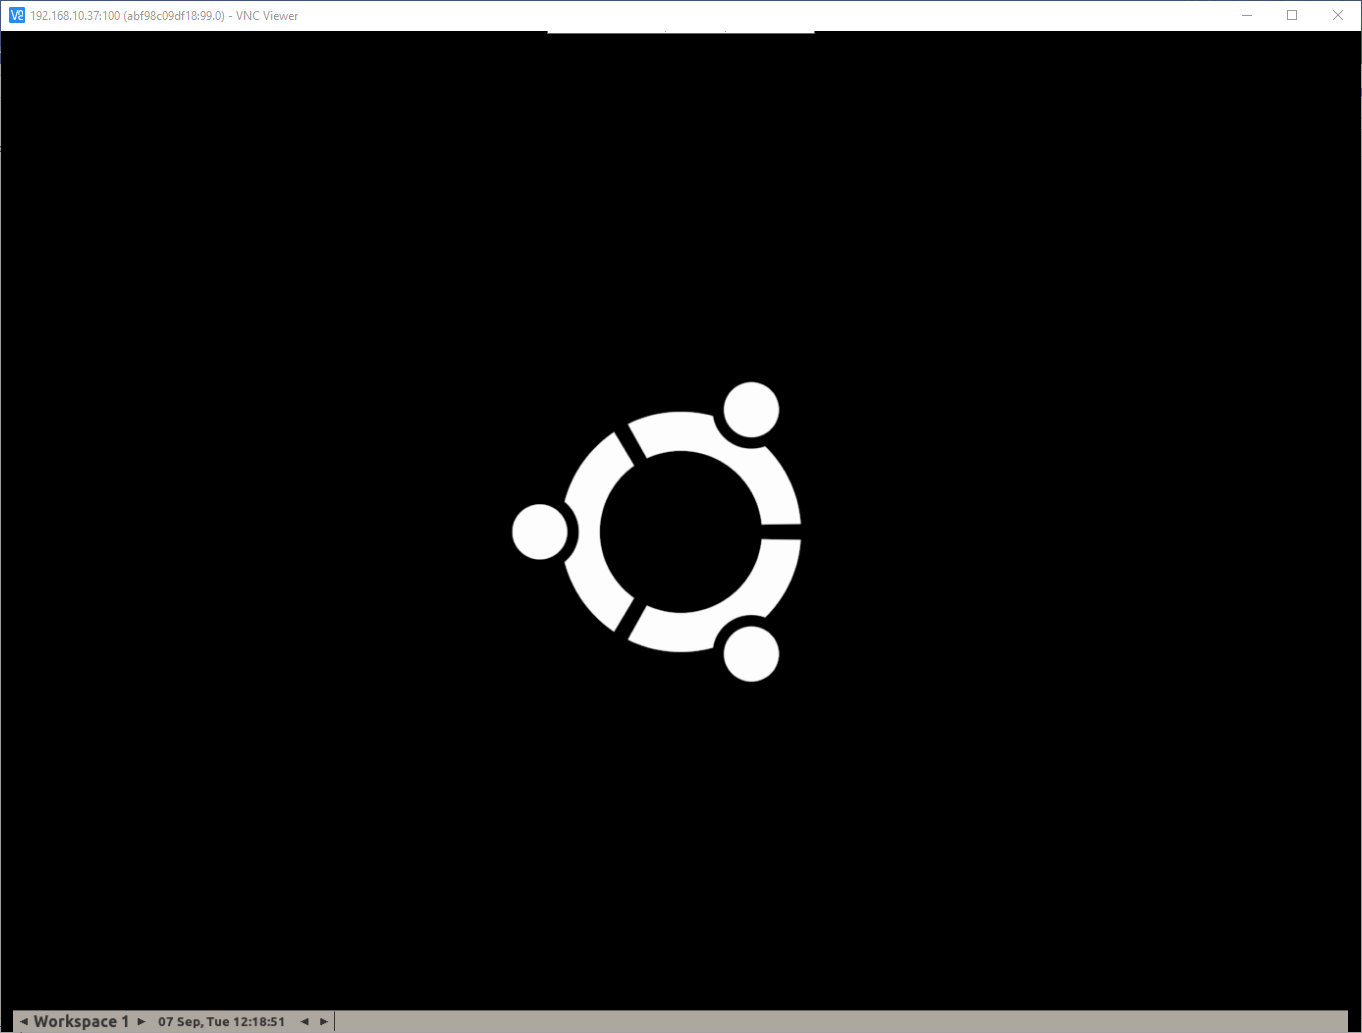 192.168.10.37:100 (abf98c09df18:99.0) - VNC Viewer
Workspace 1 07 Sep, Tue 12:18:51